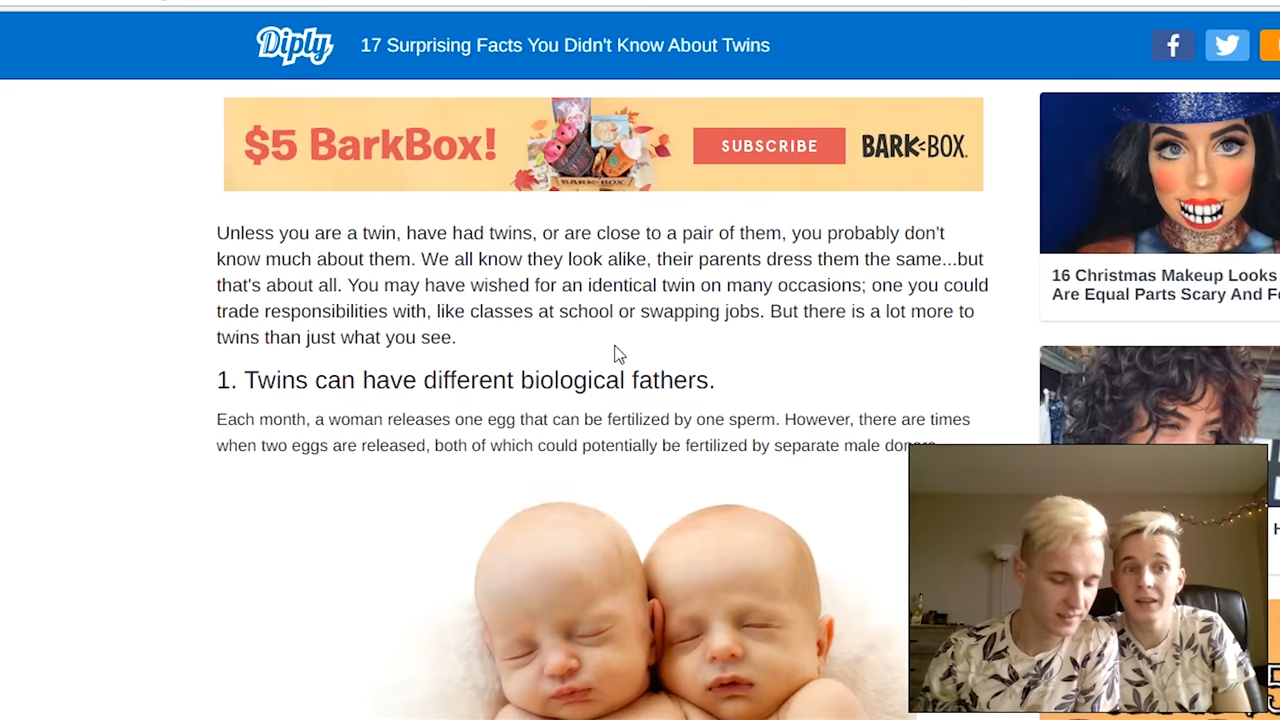 Diply
17 Surprising Facts You Didn't Know About Twins
$5 BarkBox!
BARK BOX
SUBSCRIBE
BARK BOX
Unless you are a twin, have had twins, or are close to a pair of them, you probably don't
know much about them. We all know they look alike, their parents dress them the same...but
that's about all. You may have wished for an identical twin on many occasions; one you could
trade responsibilities with, like classes at school or swapping jobs. But there is a lot more to
twins than just what you see.
1. Twins can have different biological fathers.
Each month, a woman releases one egg that can be fertilized by one sperm. However, there are times
when two eggs are released, both of which could potentially be fertilized by separate male
16 Christmas Makeup Looks
Are Equal Parts Scary And